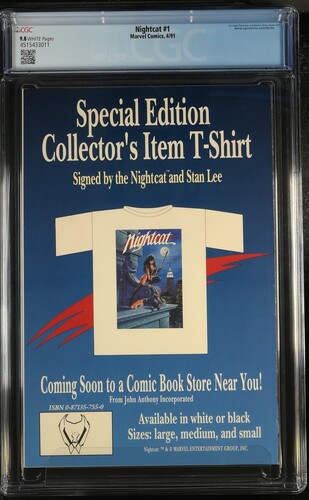 CGC
Nightcat #1
Marvel Comics, 4/91
9.8 WHITE Pages
4515433011
Special Edition
Collector's Item T-Shirt
Signed by the Nightcat™ and Stan Lee
Nightcat
Coming Soon to a Comic Book Store Near You!
From John Anthony Incorporated
ISBN 0-87135-755-0
Available in white or black
Sizes: large, medium, and small
Nightcat ™ & © MARVEL ENTERTAINMENT GROUP, INC.